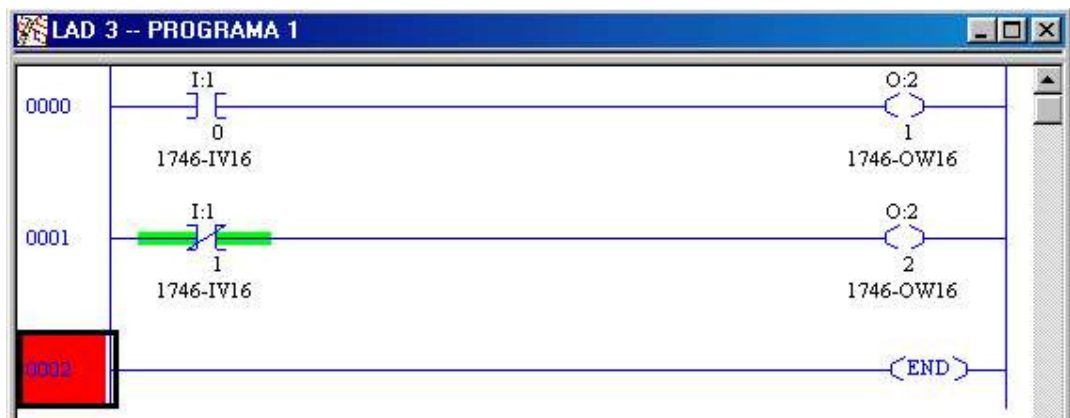 LAD 3 -- PROGRAMA 1
I:1 O:2
0000
0 1
1746-IV16 1746-OW16
I:1 O:2
0001
1 2
1746-IV16 1746-OW16
0002 END